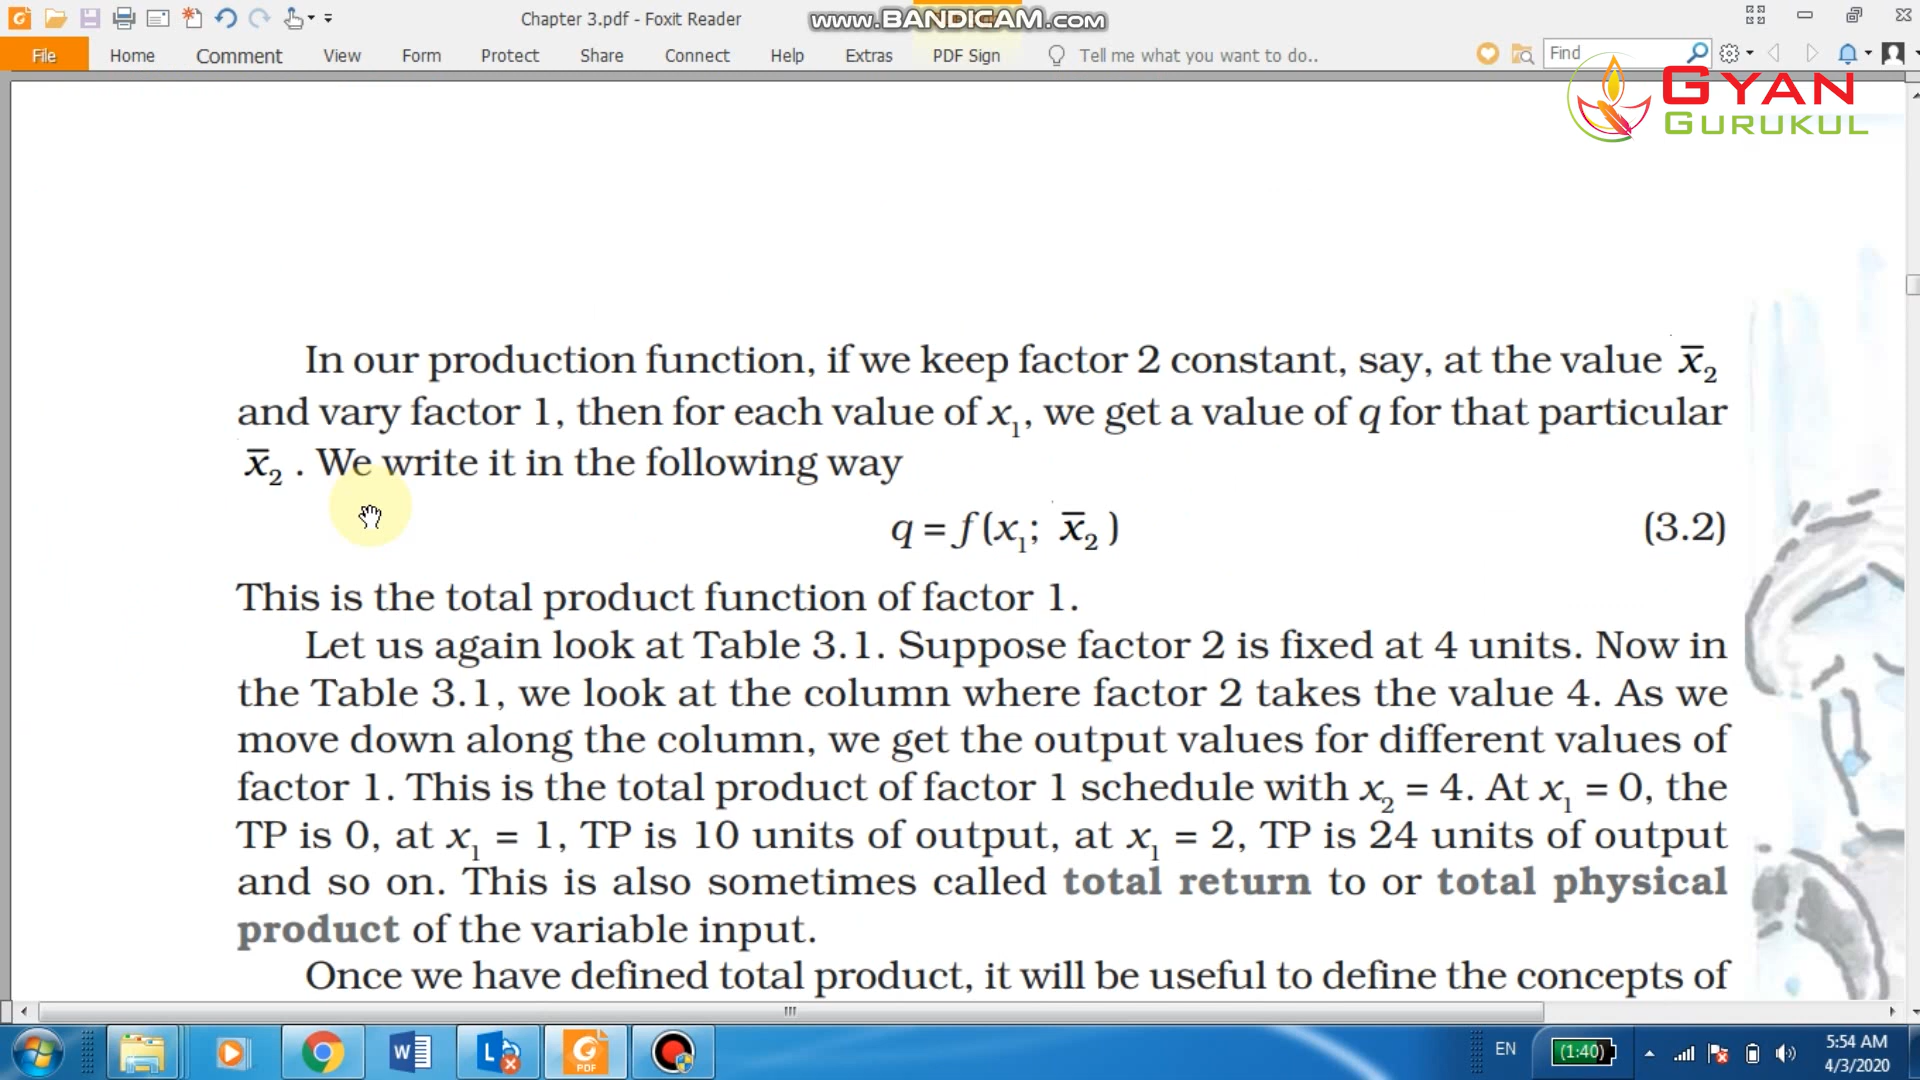 Chapter 3.pdf - Foxit Reader
www.BANDICAM.com
File Home Comment View Form Protect Share Connect Help Extras PDF Sign Tell me what you want to do.. Find
GYAN
GURUKUL
In our production function, if we keep factor 2 constant, say, at the value x̅₂
and vary factor 1, then for each value of x₁, we get a value of q for that particular
x̅₂ . We write it in the following way
q = f (x₁; x̅₂ ) (3.2)
This is the total product function of factor 1.
Let us again look at Table 3.1. Suppose factor 2 is fixed at 4 units. Now in
the Table 3.1, we look at the column where factor 2 takes the value 4. As we
move down along the column, we get the output values for different values of
factor 1. This is the total product of factor 1 schedule with x₂ = 4. At x₁ = 0, the
TP is 0, at x₁ = 1, TP is 10 units of output, at x₁ = 2, TP is 24 units of output
and so on. This is also sometimes called total return to or total physical
product of the variable input.
Once we have defined total product, it will be useful to define the concepts of
EN (1:40) 5:54 AM
4/3/2020